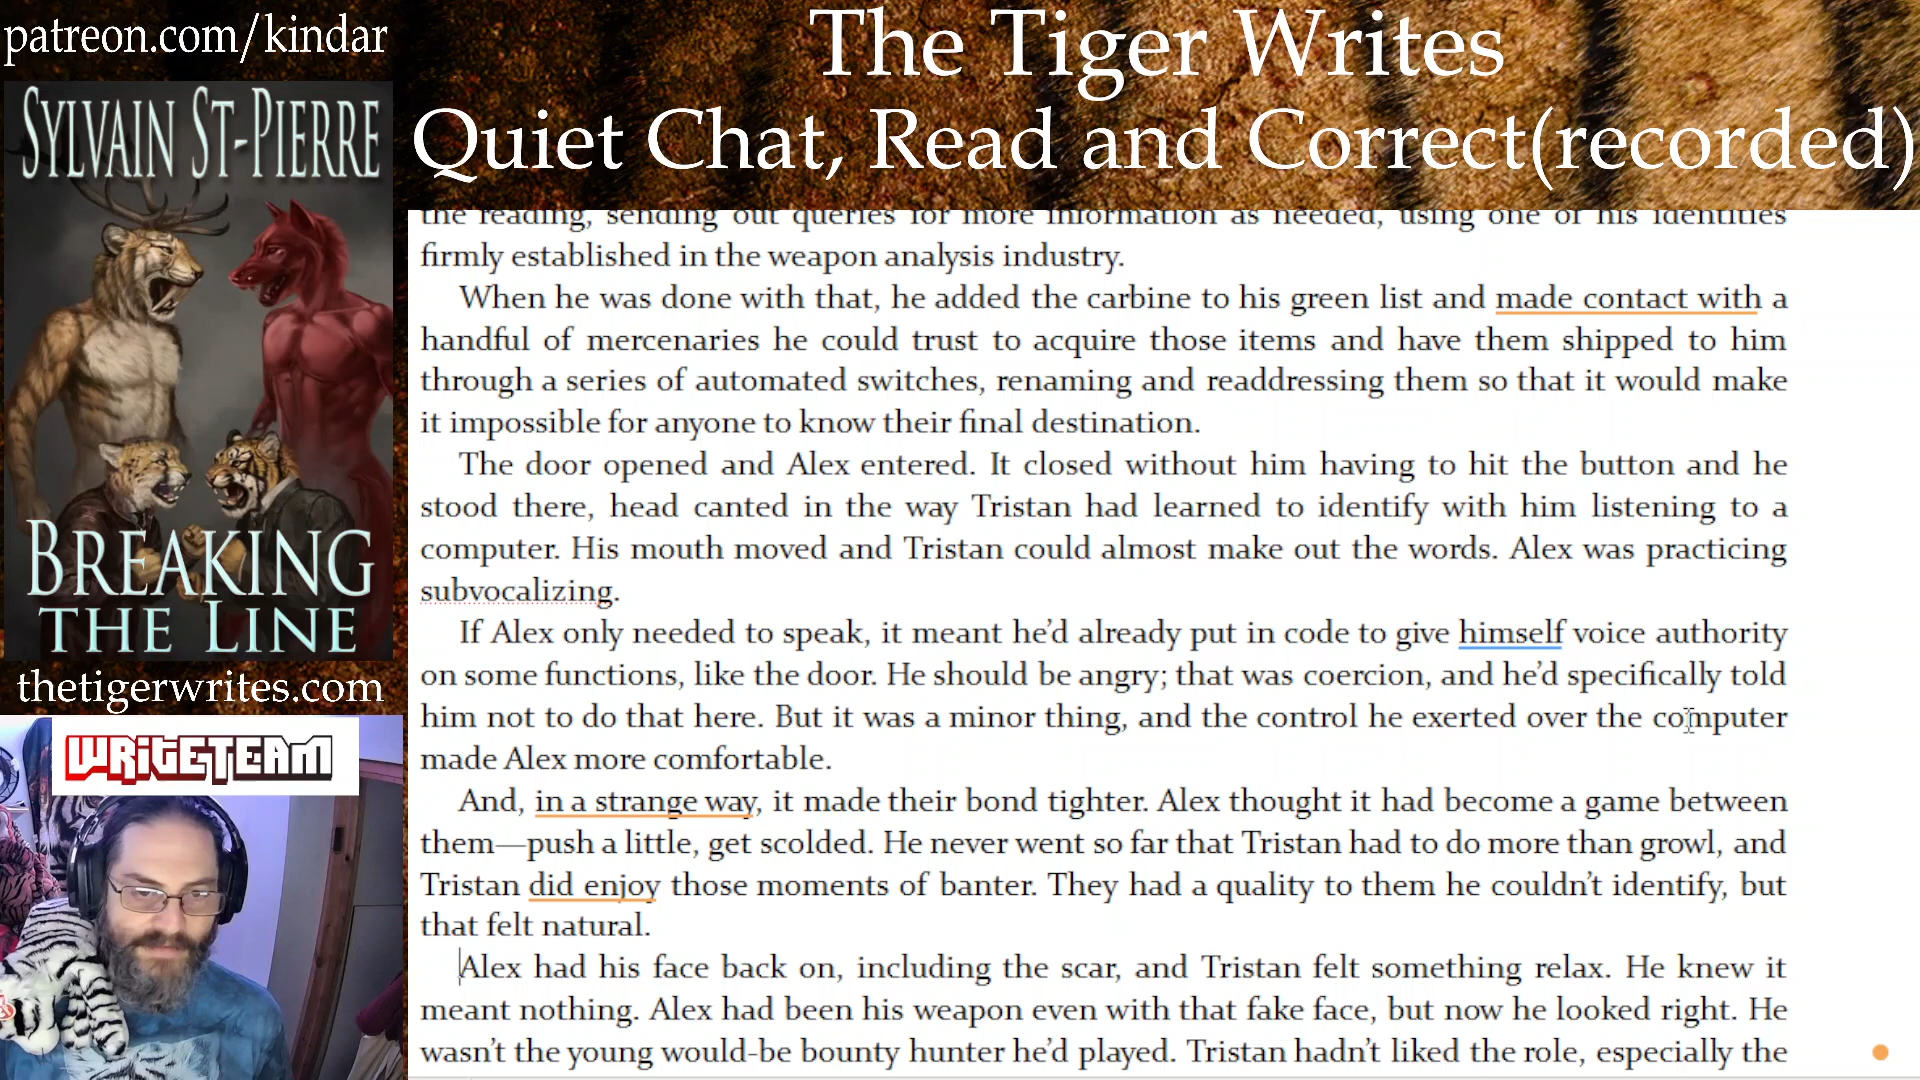 patreon.com/kindar
SYLVAIN ST-PIERRE
BREAKING
THE LINE
thetigerwrites.com
WRITETEAM
The Tiger Writes
Quiet Chat, Read and Correct(recorded)
the reading, sending out queries for more information as needed, using one of his identities
firmly established in the weapon analysis industry.
When he was done with that, he added the carbine to his green list and made contact with a
handful of mercenaries he could trust to acquire those items and have them shipped to him
through a series of automated switches, renaming and readdressing them so that it would make
it impossible for anyone to know their final destination.
The door opened and Alex entered. It closed without him having to hit the button and he
stood there, head canted in the way Tristan had learned to identify with him listening to a
computer. His mouth moved and Tristan could almost make out the words. Alex was practicing
subvocalizing.
If Alex only needed to speak, it meant he’d already put in code to give himself voice authority
on some functions, like the door. He should be angry; that was coercion, and he’d specifically told
him not to do that here. But it was a minor thing, and the control he exerted over the computer
made Alex more comfortable.
And, in a strange way, it made their bond tighter. Alex thought it had become a game between
them—push a little, get scolded. He never went so far that Tristan had to do more than growl, and
Tristan did enjoy those moments of banter. They had a quality to them he couldn’t identify, but
that felt natural.
Alex had his face back on, including the scar, and Tristan felt something relax. He knew it
meant nothing. Alex had been his weapon even with that fake face, but now he looked right. He
wasn’t the young would-be bounty hunter he’d played. Tristan hadn’t liked the role, especially the